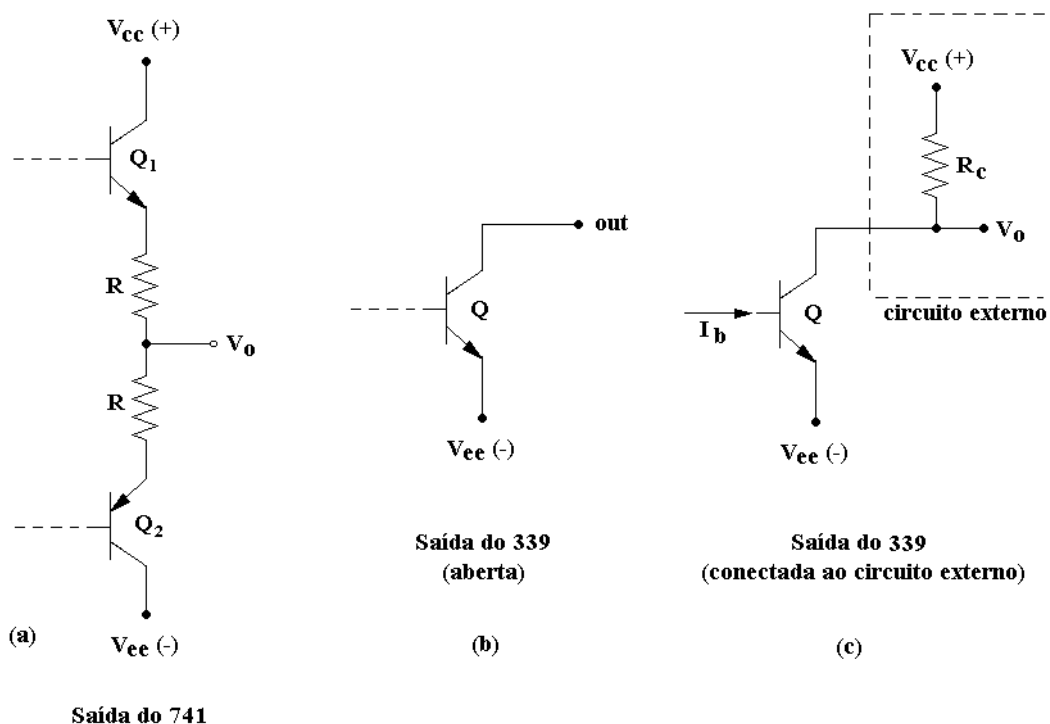 Vcc (+)
Q1
R
Vo
R
Q2
Vee (-)
(a)
Saída do 741
out
Q
Vee (-)
Saída do 339
(aberta)
(b)
Vcc (+)
Rc
Vo
circuito externo
Ib
Q
Vee (-)
Saída do 339
(conectada ao circuito externo)
(c)